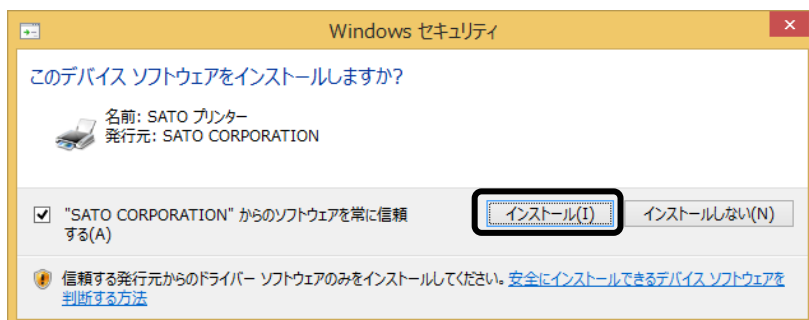 Windows セキュリティ
このデバイス ソフトウェアをインストールしますか?
名前: SATO プリンター
発行元: SATO CORPORATION
"SATO CORPORATION" からのソフトウェアを常に信頼
する(A)
インストール(I)
インストールしない(N)
信頼する発行元からのドライバー ソフトウェアのみをインストールしてください。安全にインストールできるデバイス ソフトウェアを
判断する方法